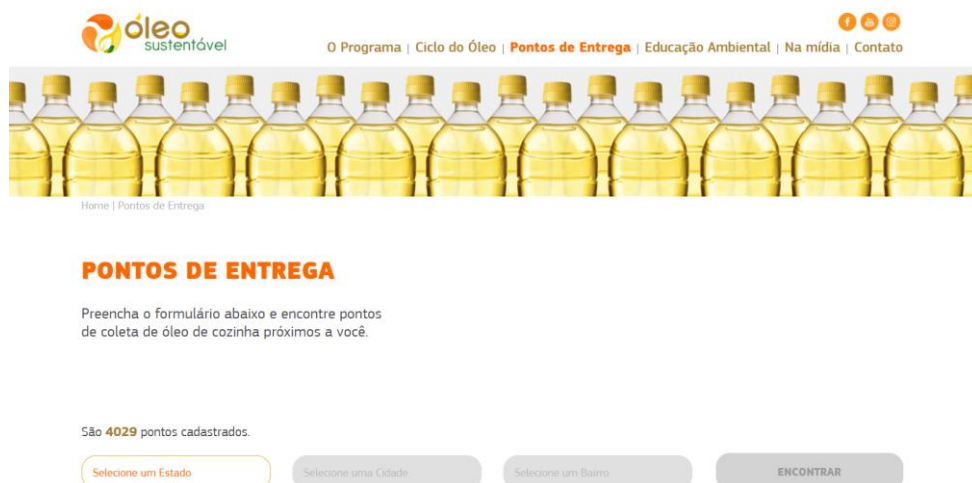 óleo
sustentável
O Programa | Ciclo do Óleo | Pontos de Entrega | Educação Ambiental | Na mídia | Contato
Home | Pontos de Entrega
PONTOS DE ENTREGA
Preencha o formulário abaixo e encontre pontos
de coleta de óleo de cozinha próximos a você.
São 4029 pontos cadastrados.
Selecione um Estado
Selecione uma Cidade
Selecione um Bairro
ENCONTRAR